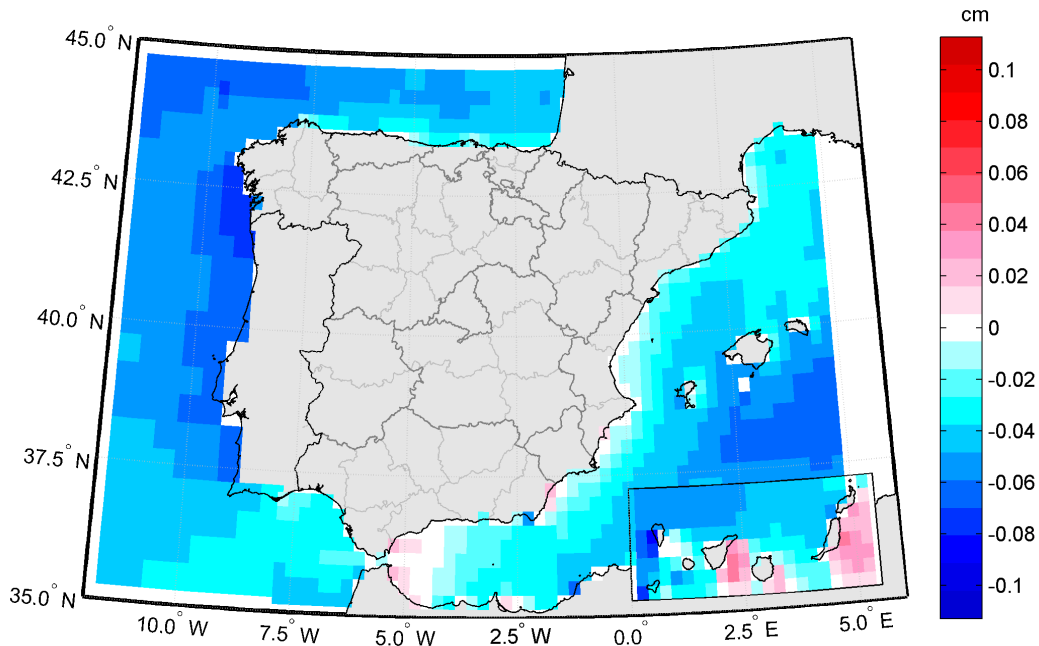 cm
45.0° N
42.5° N
40.0° N
37.5° N
35.0° N
10.0° W
7.5° W
5.0° W
2.5° W
0.0°
2.5° E
5.0° E
0.1
0.08
0.06
0.04
0.02
0
-0.02
-0.04
-0.06
-0.08
-0.1